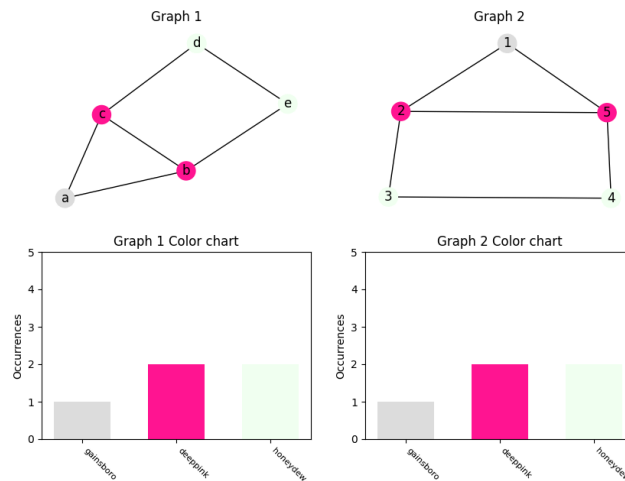 Graph 1
Graph 2
d
c
e
b
a
1
2
5
3
4
Graph 1 Color chart
Graph 2 Color chart
Occurrences
5
4
3
2
1
0
gainsboro
deeppink
honeydew
Occurrences
5
4
3
2
1
0
gainsboro
deeppink
honeydew